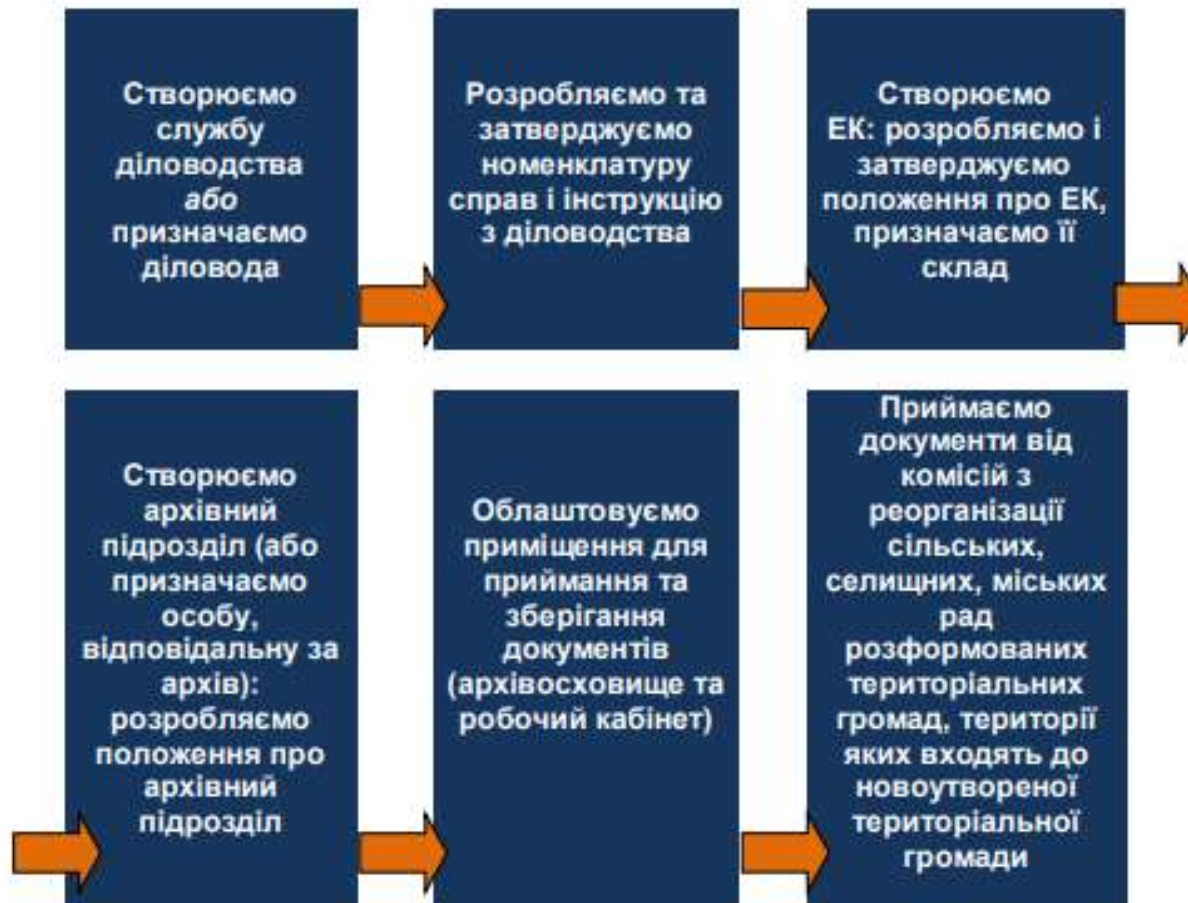 Створюємо
службу
діловодства
або
призначаємо
діловода
Розробляємо та
затверджуємо
номенклатуру
справ і інструкцію
з діловодства
Створюємо
ЕК: розробляємо і
затверджуємо
положення про ЕК,
призначаємо її
склад
Створюємо
архівний
підрозділ (або
призначаємо
особу,
відповідальну за
архів):
розробляємо
положення про
архівний
підрозділ
Облаштовуємо
приміщення для
приймання та
зберігання
документів
(архівосховище та
робочий кабінет)
Приймаємо
документи від
комісій з
реорганізації
сільських,
селищних, міських
рад
розформованих
територіальних
громад, території
яких входять до
новоутвореної
територіальної
громади